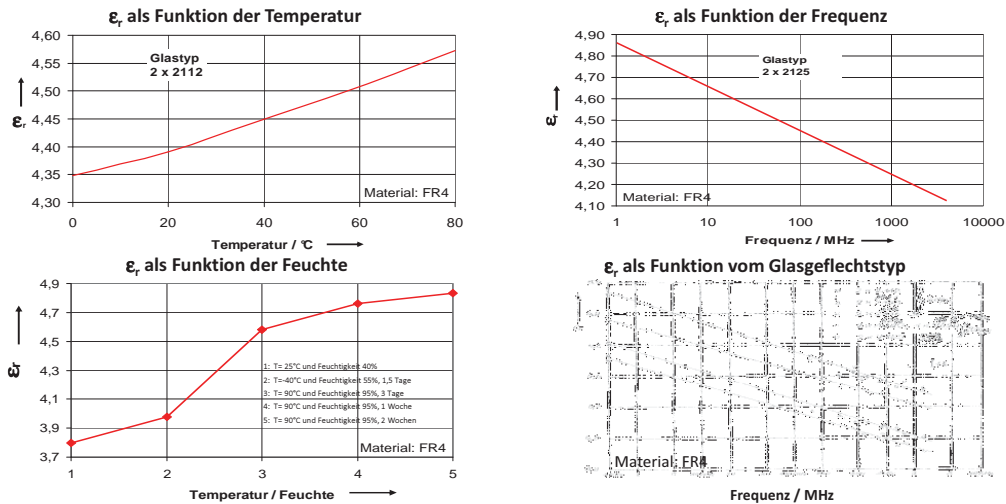 εr als Funktion der Temperatur
4,60
4,55
4,50
4,45
4,40
4,35
4,30
εr
Glastyp
2 x 2112
Material: FR4
0 20 40 60 80
Temperatur / °C
εr als Funktion der Frequenz
4,90
4,80
4,70
4,60
4,50
4,40
4,30
4,20
4,10
εr
Glastyp
2 x 2125
Material: FR4
1 10 100 1000 10000
Frequenz / MHz
εr als Funktion der Feuchte
4,9
4,7
4,5
4,3
4,1
3,9
3,7
εr
1: T= 25°C und Feuchtigkeit 40%
2: T=-40°C und Feuchtigkeit 55%, 1,5 Tage
3: T= 90°C und Feuchtigkeit 95%, 3 Tage
4: T= 90°C und Feuchtigkeit 95%, 1 Woche
5: T= 90°C und Feuchtigkeit 95%, 2 Wochen
Material: FR4
1 2 3 4 5
Temperatur / Feuchte
εr als Funktion vom Glasgeflechtstyp
Material: FR4
Frequenz / MHz